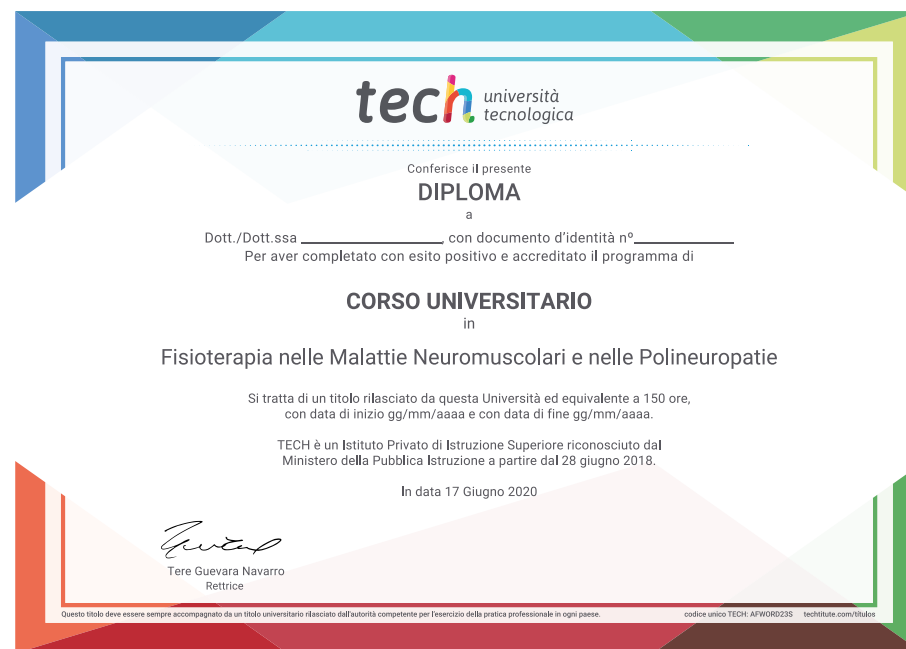 tech università
tecnologica
Conferisce il presente
DIPLOMA
a
Dott./Dott.ssa ____________________, con documento d'identità nº______________
Per aver completato con esito positivo e accreditato il programma di
CORSO UNIVERSITARIO
in
Fisioterapia nelle Malattie Neuromuscolari e nelle Polineuropatie
Si tratta di un titolo rilasciato da questa Università ed equivalente a 150 ore,
con data di inizio gg/mm/aaaa e con data di fine gg/mm/aaaa.
TECH è un Istituto Privato di Istruzione Superiore riconosciuto dal
Ministero della Pubblica Istruzione a partire dal 28 giugno 2018.
In data 17 Giugno 2020
Tere Guevara Navarro
Rettrice
Questo titolo deve essere sempre accompagnato da un titolo universitario rilasciato dall'autorità competente per l'esercizio della pratica professionale in ogni paese. codice unico TECH: AFWORD23S techtitute.com/titulos